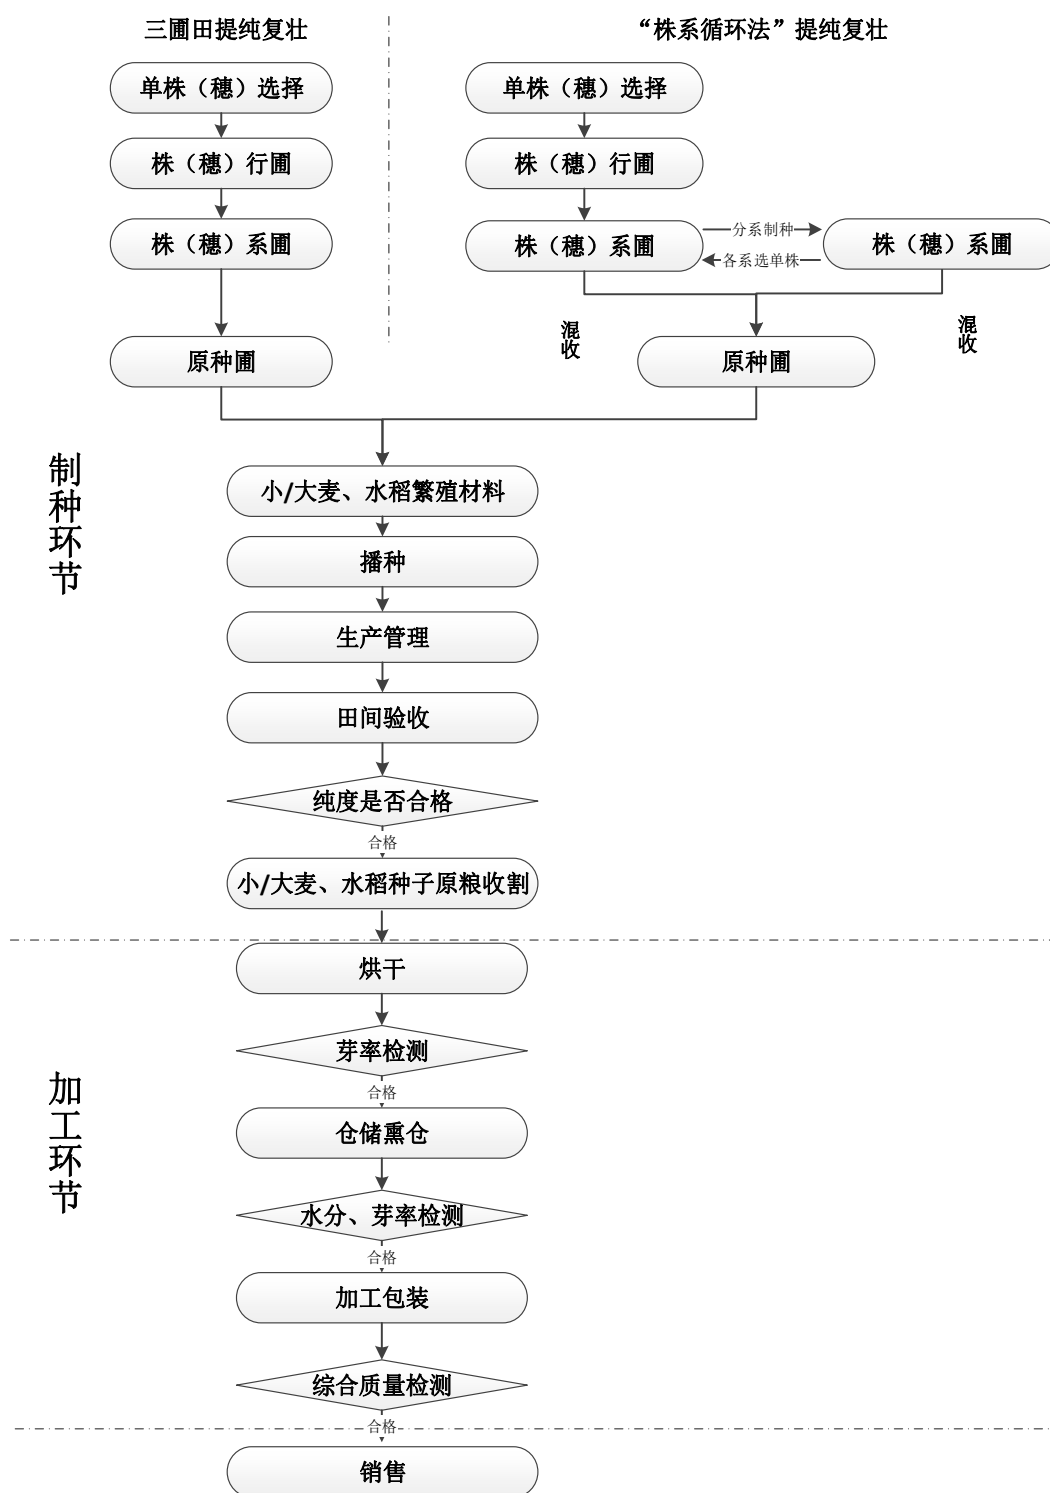 三圃田提纯复壮
“株系循环法”提纯复壮
单株（穗）选择
单株（穗）选择
株（穗）行圃
株（穗）行圃
株（穗）系圃
株（穗）系圃
分系制种
各系选单株
株（穗）系圃
混收
混收
原种圃
原种圃
制种环节
小/大麦、水稻繁殖材料
播种
生产管理
田间验收
纯度是否合格
合格
小/大麦、水稻种子原粮收割
加工环节
烘干
芽率检测
合格
仓储熏仓
水分、芽率检测
合格
加工包装
综合质量检测
合格
销售